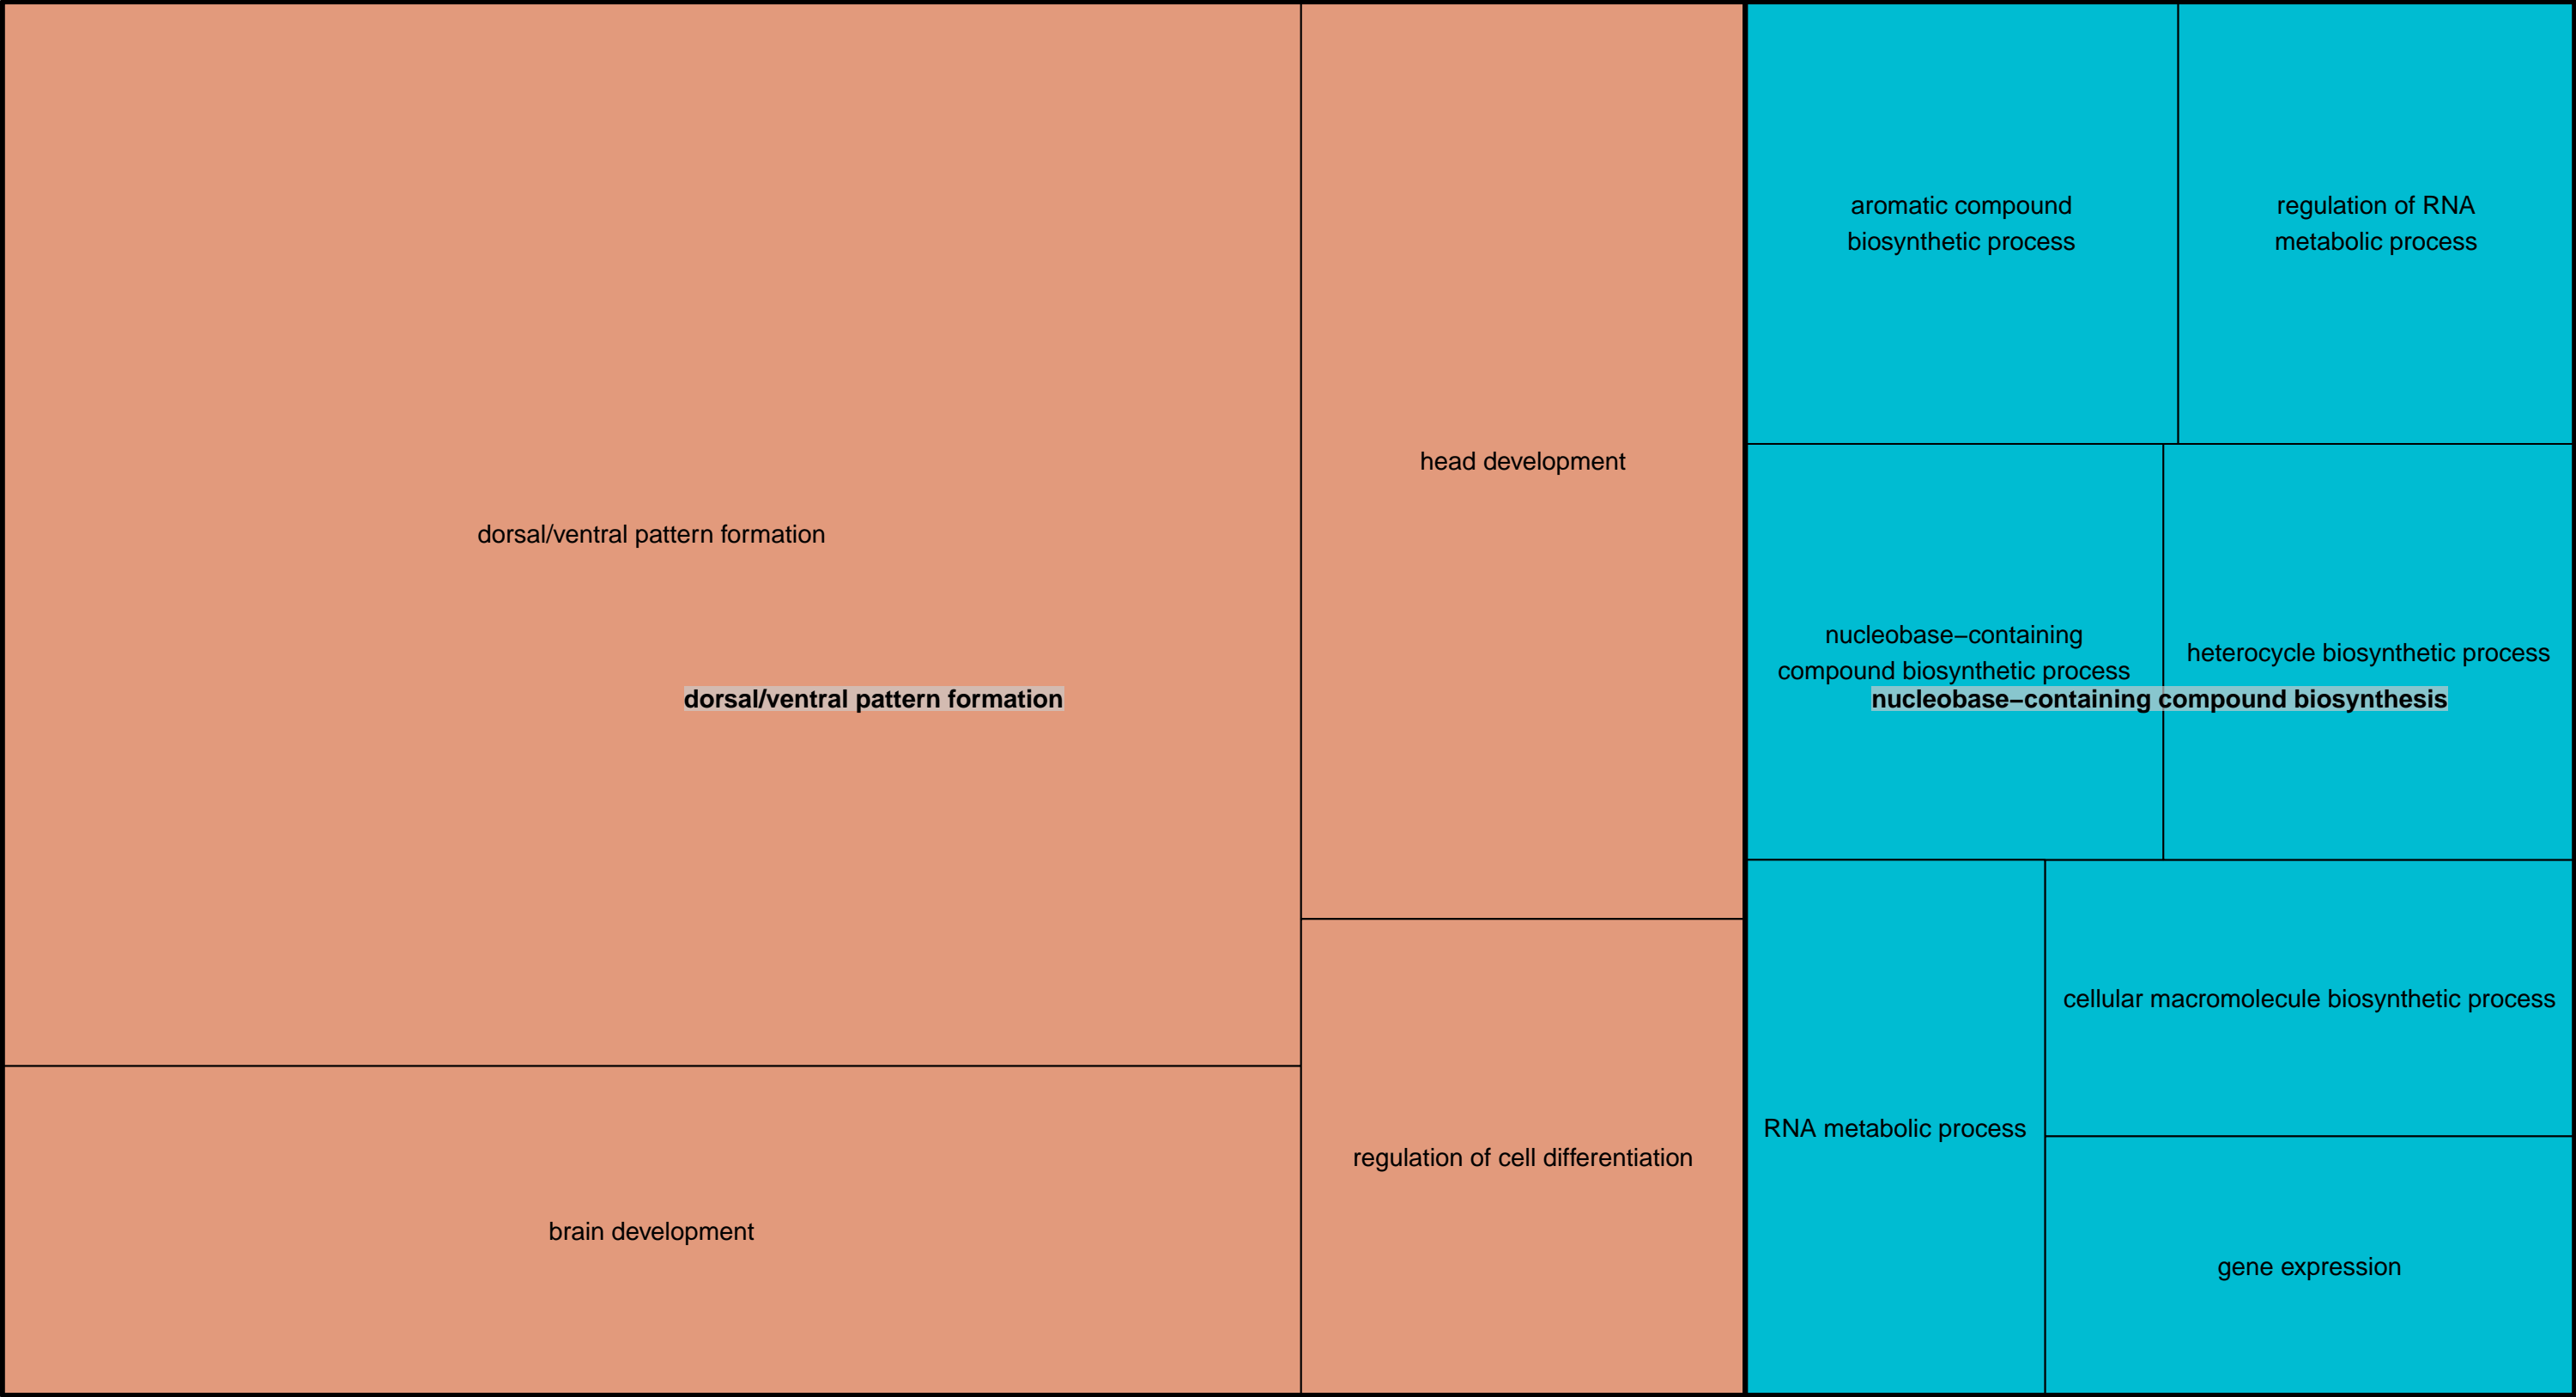 dorsal/ventral pattern formation
dorsal/ventral pattern formation
brain development
head development
regulation of cell differentiation
aromatic compound
biosynthetic process
regulation of RNA
metabolic process
nucleobase−containing
compound biosynthetic process
heterocycle biosynthetic process
nucleobase−containing compound biosynthesis
RNA metabolic process
cellular macromolecule biosynthetic process
gene expression